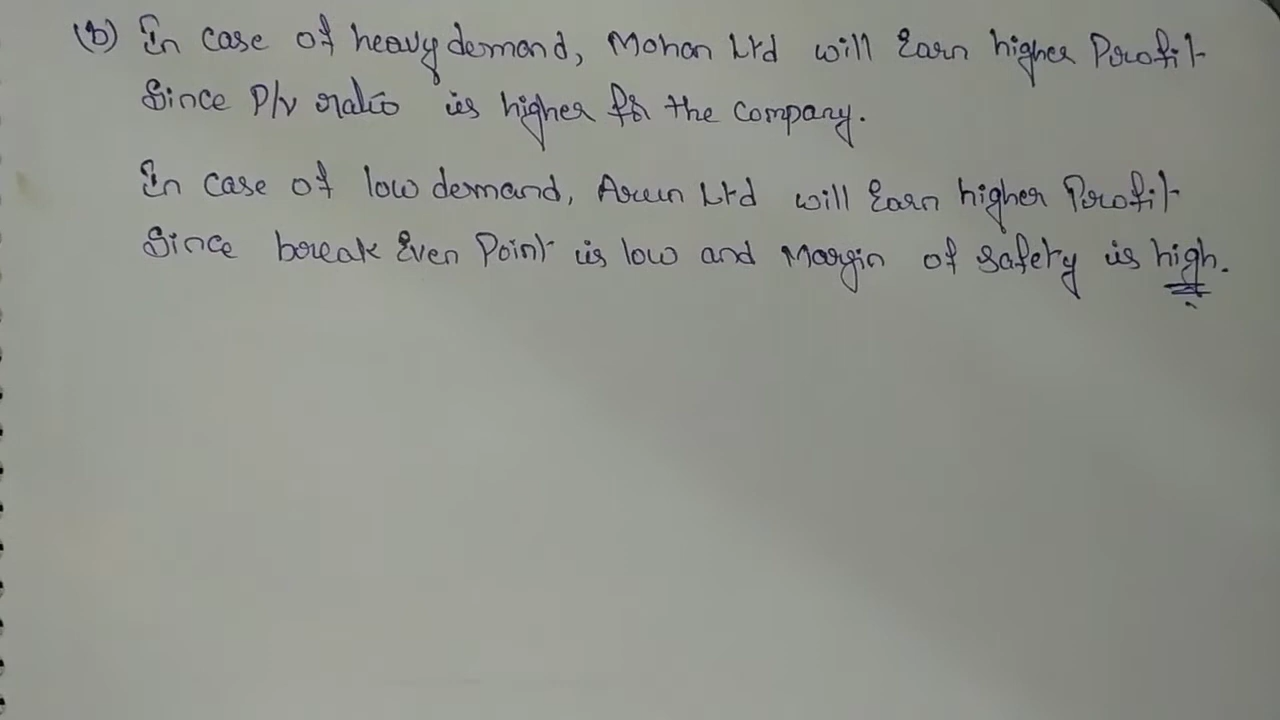 (b) In case of heavy demand, Mohan Ltd will Earn higher Profit
Since P/v ratio is higher for the company.
In case of low demand, Arun Ltd will Earn higher Profit
Since break Even Point is low and Margin of safety is high.